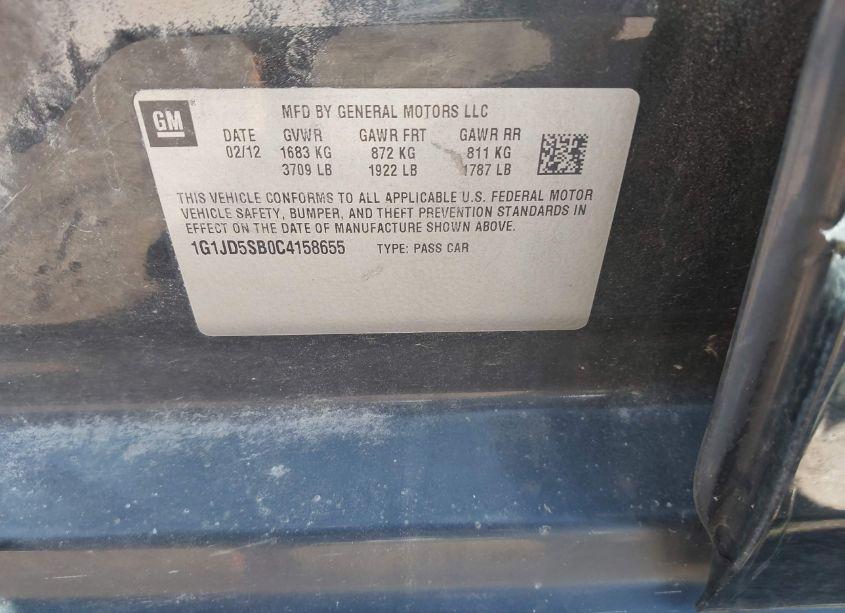 GM
MFD BY GENERAL MOTORS LLC
DATE GVWR GAWR FRT GAWR RR
02/12 1683 KG 872 KG 811 KG
3709 LB 1922 LB 1787 LB
THIS VEHICLE CONFORMS TO ALL APPLICABLE U.S. FEDERAL MOTOR
VEHICLE SAFETY, BUMPER, AND THEFT PREVENTION STANDARDS IN
EFFECT ON THE DATE OF MANUFACTURE SHOWN ABOVE.
1G1JD5SB0C4158655 TYPE: PASS CAR